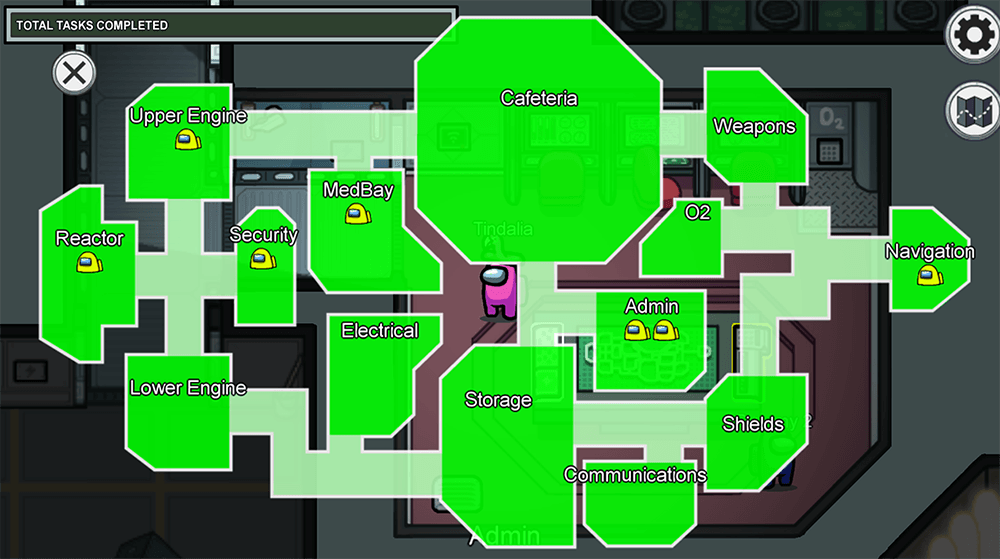 TOTAL TASKS COMPLETED
Cafeteria
Upper Engine
Weapons
O2
MedBay
O2
Reactor
Security
Tindalia
Navigation
Admin
Electrical
Lower Engine
Storage
Shields
2
Communications
Admin